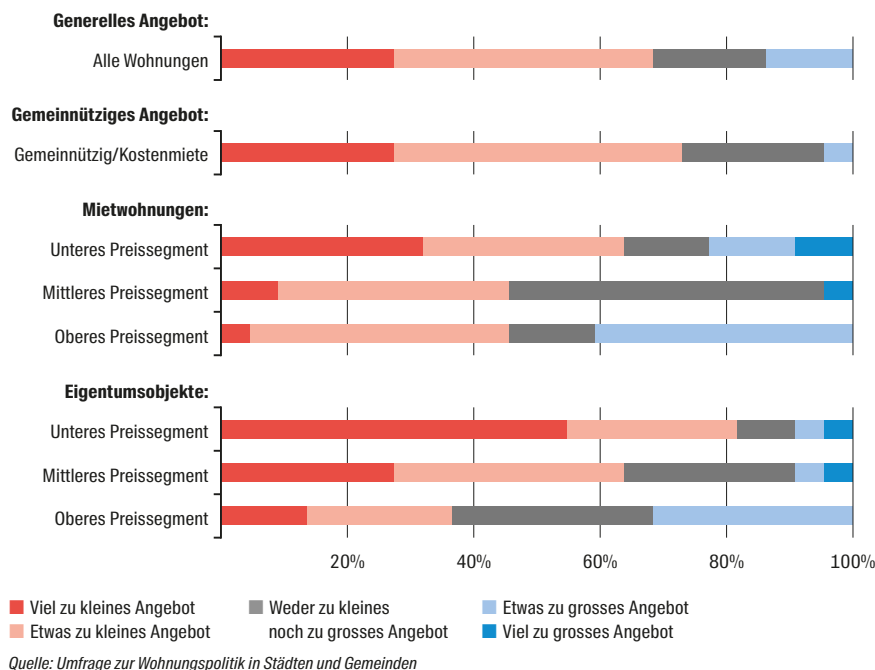 Generelles Angebot:
Alle Wohnungen
Gemeinnütziges Angebot:
Gemeinnützig/Kostenmiete
Mietwohnungen:
Unteres Preissegment
Mittleres Preissegment
Oberes Preissegment
Eigentumsobjekte:
Unteres Preissegment
Mittleres Preissegment
Oberes Preissegment
20% 40% 60% 80% 100%
Viel zu kleines Angebot
Etwas zu kleines Angebot
Weder zu kleines
noch zu grosses Angebot
Etwas zu grosses Angebot
Viel zu grosses Angebot
Quelle: Umfrage zur Wohnungspolitik in Städten und Gemeinden